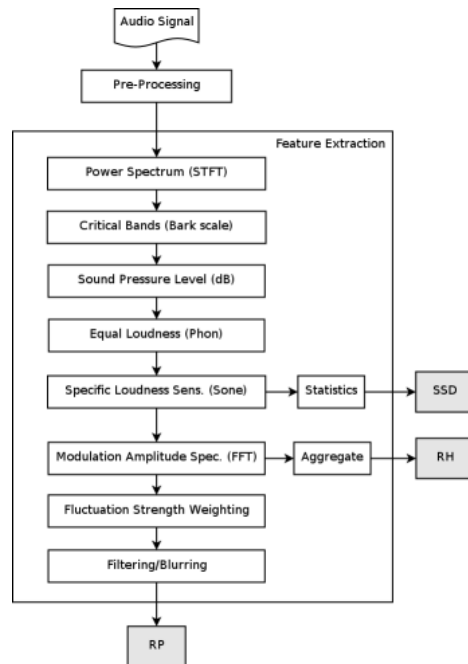 Audio Signal
Pre-Processing
Feature Extraction
Power Spectrum (STFT)
Critical Bands (Bark scale)
Sound Pressure Level (dB)
Equal Loudness (Phon)
Specific Loudness Sens. (Sone)
Statistics
SSD
Modulation Amplitude Spec. (FFT)
Aggregate
RH
Fluctuation Strength Weighting
Filtering/Blurring
RP